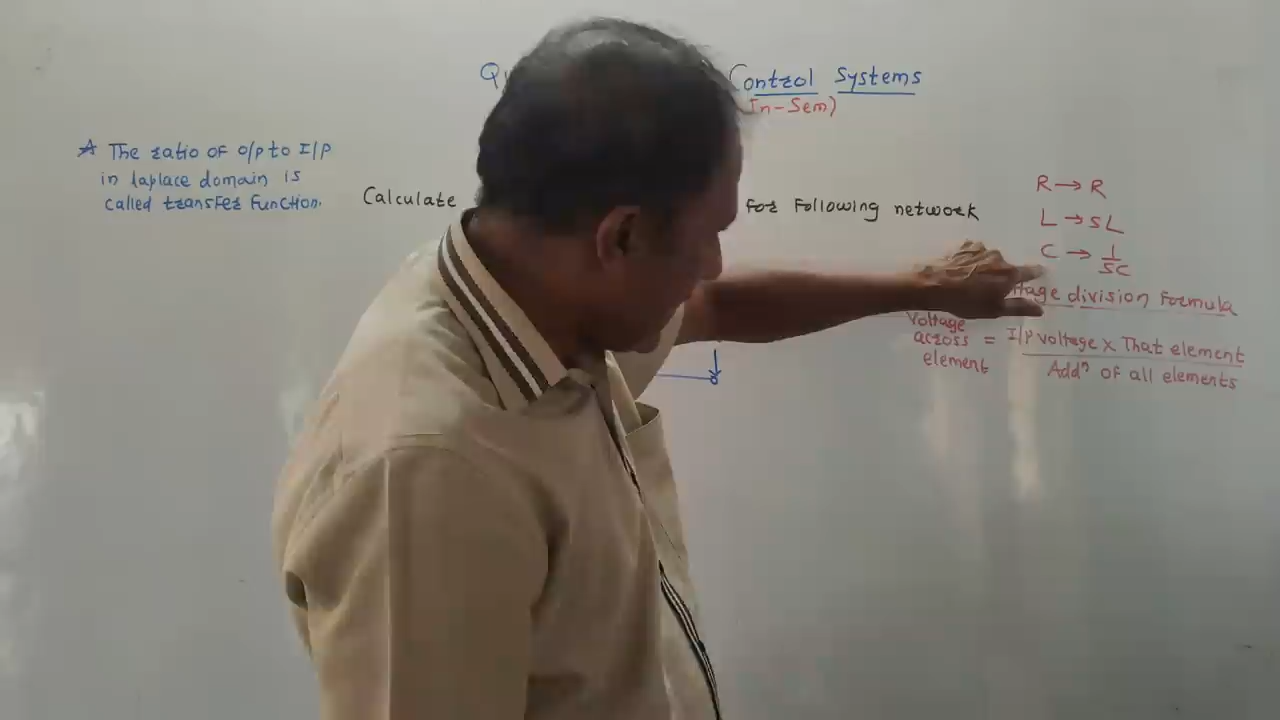 Control Systems
In-Sem)
* The ratio of o/p to I/p
in laplace domain is
called transfer function.
Calculate for following network
R → R
L → sL
C → 1/sC
division formula
Voltage across element = I/p voltage x That element / Addn of all elements